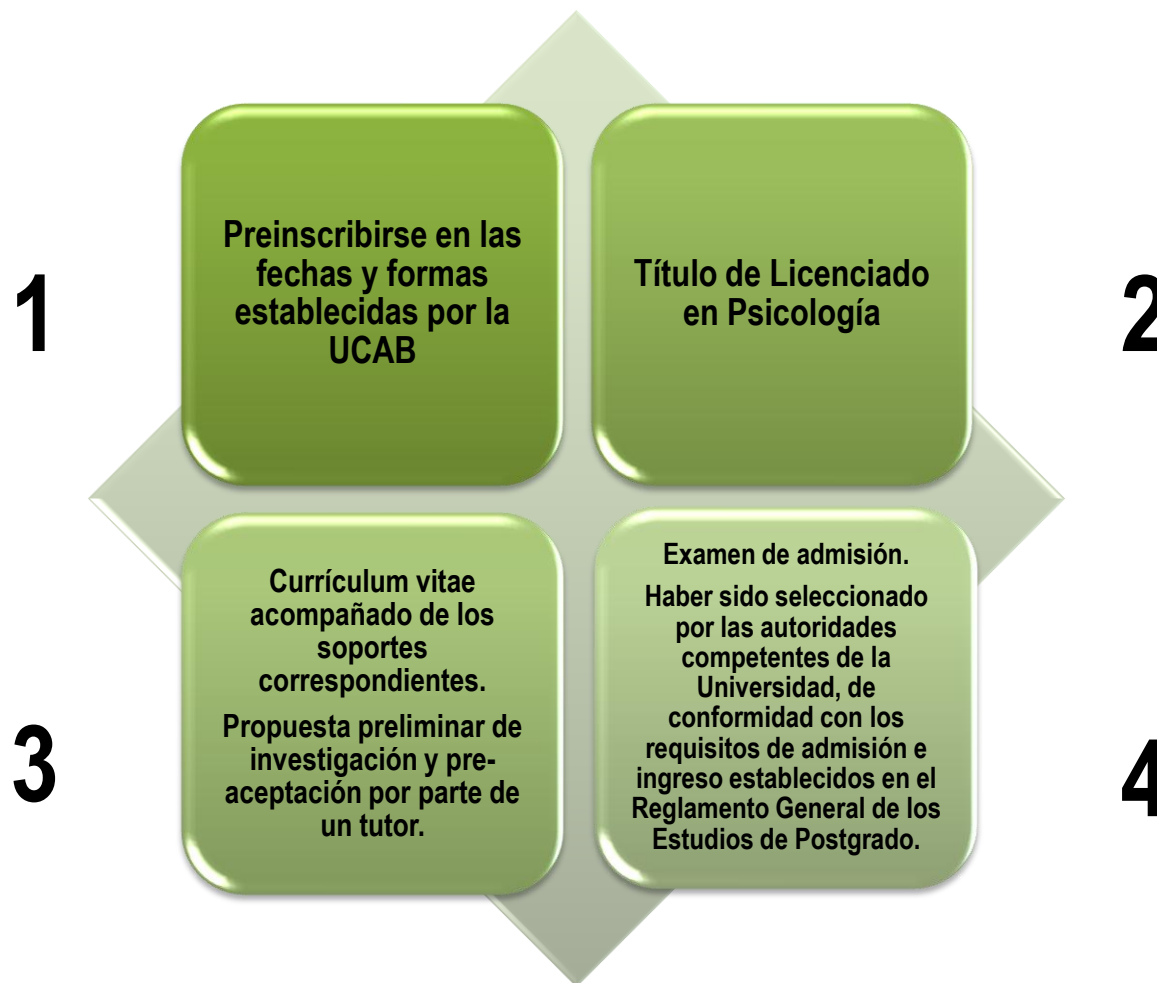 1
Preinscribirse en las
fechas y formas
establecidas por la
UCAB
Título de Licenciado
en Psicología
2
3
Currículum vitae
acompañado de los
soportes
correspondientes.
Propuesta preliminar de
investigación y pre-
aceptación por parte de
un tutor.
Examen de admisión.
Haber sido seleccionado
por las autoridades
competentes de la
Universidad, de
conformidad con los
requisitos de admisión e
ingreso establecidos en el
Reglamento General de los
Estudios de Postgrado.
4